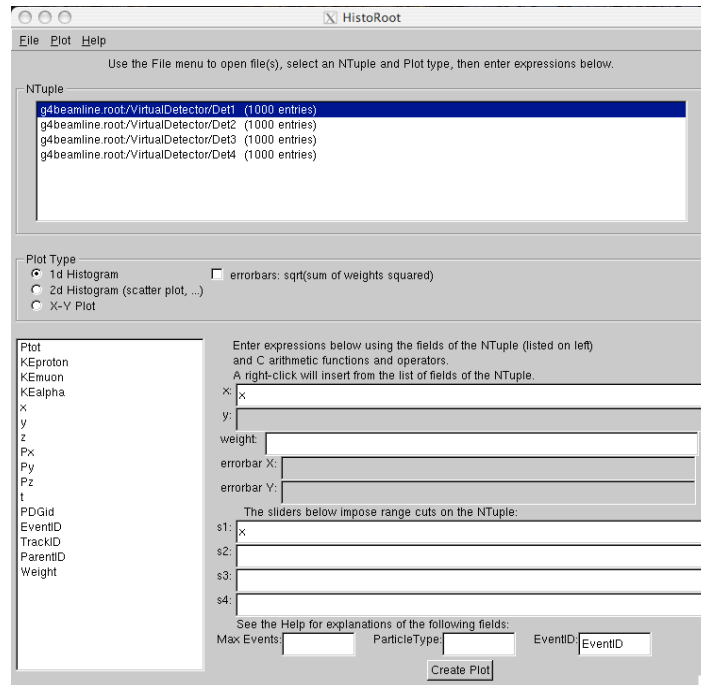 HistoRoot
File Plot Help
Use the File menu to open file(s), select an NTuple and Plot type, then enter expressions below.
NTuple
g4beamline.root:/VirtualDetector/Det1 (1000 entries)
g4beamline.root:/VirtualDetector/Det2 (1000 entries)
g4beamline.root:/VirtualDetector/Det3 (1000 entries)
g4beamline.root:/VirtualDetector/Det4 (1000 entries)
Plot Type
1d Histogram
errorbars: sqrt(sum of weights squared)
2d Histogram (scatter plot, ...)
X-Y Plot
Ptot
KEproton
KEmuon
KEalpha
x
y
z
Px
Py
Pz
t
PDGid
EventID
TrackID
ParentID
Weight
Enter expressions below using the fields of the NTuple (listed on left)
and C arithmetic functions and operators.
A right-click will insert from the list of fields of the NTuple.
x: x
y:
weight:
errorbar X:
errorbar Y:
The sliders below impose range cuts on the NTuple:
s1: x
s2:
s3:
s4:
See the Help for explanations of the following fields:
Max Events: ParticleType: EventID: EventID
Create Plot